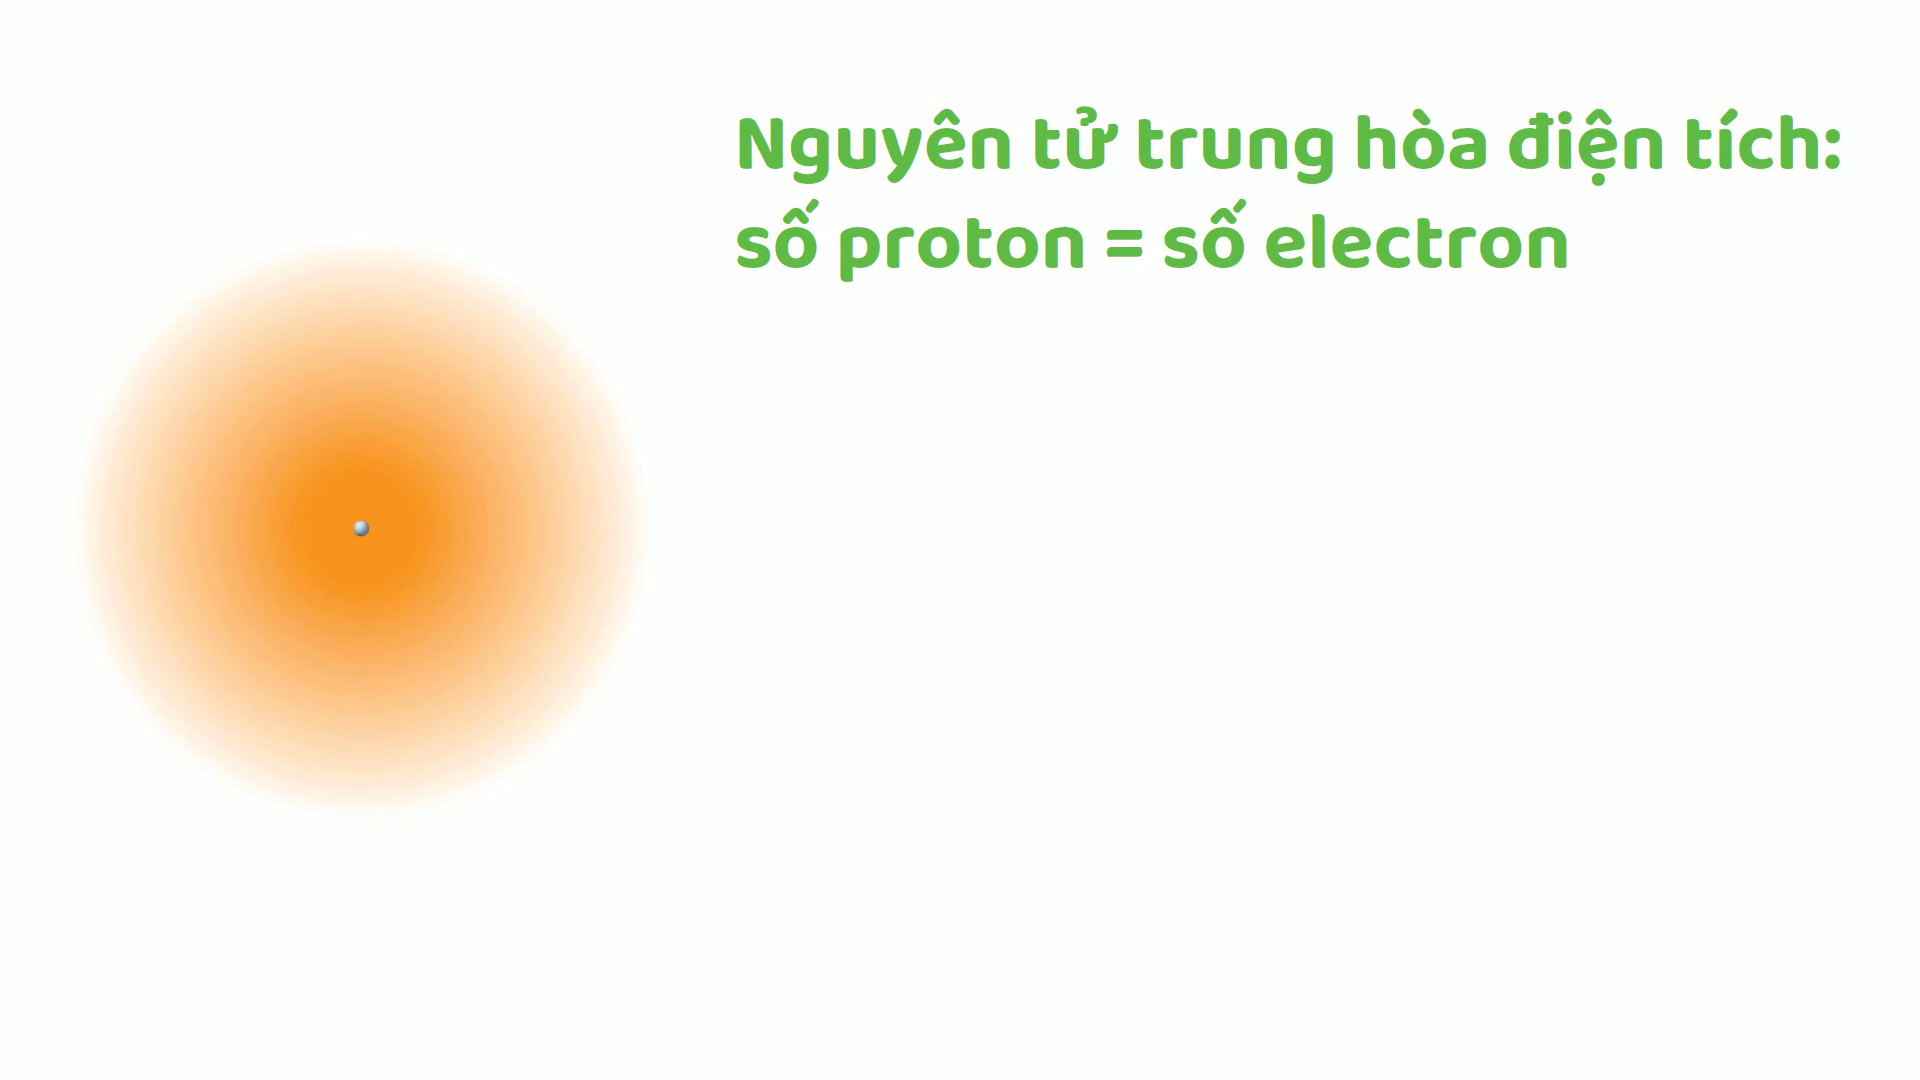 Nguyên tử trung hòa điện tích:
số proton = số electron